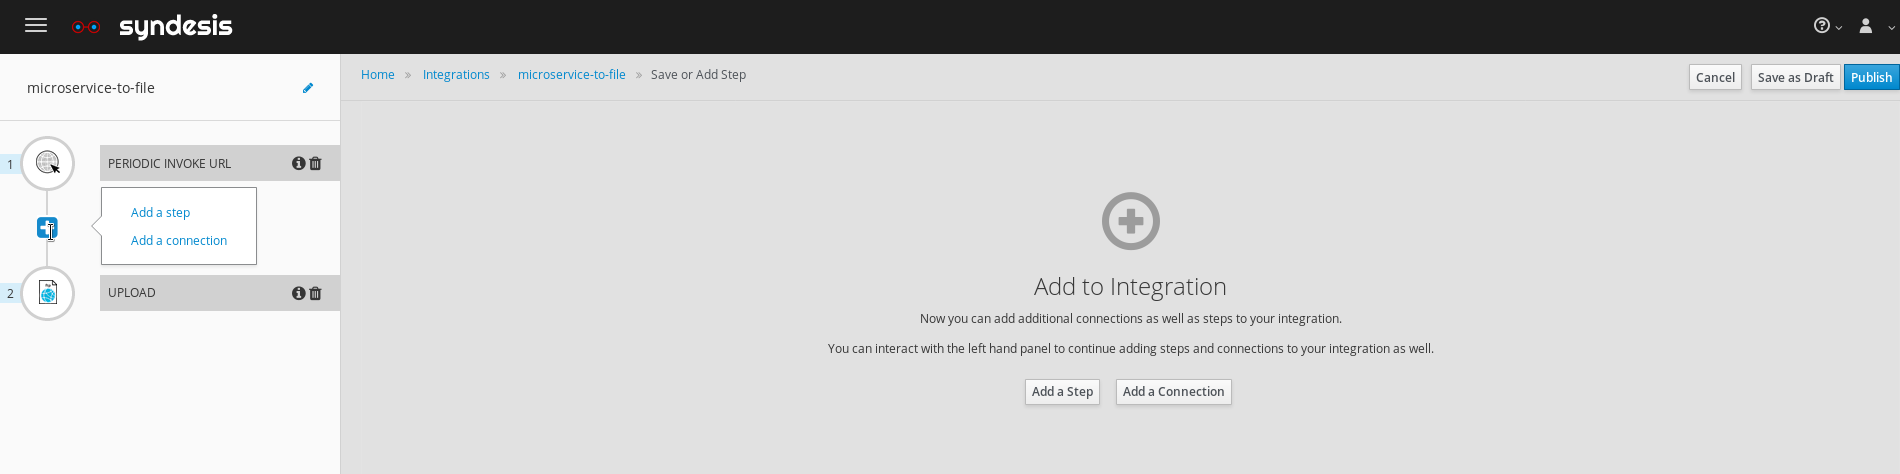 syndesis
microservice-to-file
Home » Integrations » microservice-to-file » Save or Add Step
Cancel Save as Draft Publish
1 PERIODIC INVOKE URL
Add a step
Add a connection
2 UPLOAD
Add to Integration
Now you can add additional connections as well as steps to your integration.
You can interact with the left hand panel to continue adding steps and connections to your integration as well.
Add a Step Add a Connection